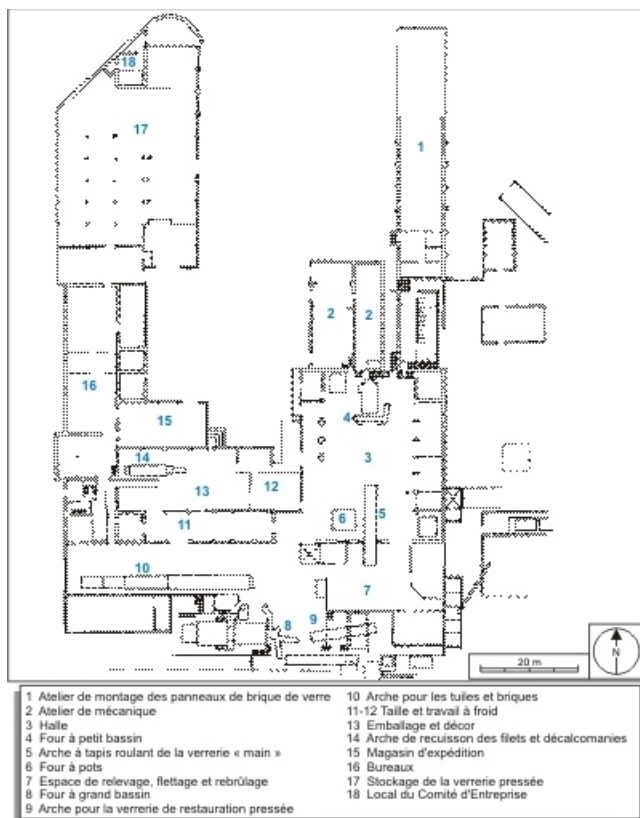 18
17
1
2
2
16
4
15
3
14
13
12
5
6
11
10
7
9
8
N
20 m
1 Atelier de montage des panneaux de brique de verre
2 Atelier de mécanique
3 Halle
4 Four à petit bassin
5 Arche à tapis roulant de la verrerie « main »
6 Four à pots
7 Espace de relevage, flettage et rebrûlage
8 Four à grand bassin
9 Arche pour la verrerie de restauration pressée
10 Arche pour les tuiles et briques
11-12 Taille et travail à froid
13 Emballage et décor
14 Arche de recuisson des filets et décalcomanies
15 Magasin d'expédition
16 Bureaux
17 Stockage de la verrerie pressée
18 Local du Comité d'Entreprise